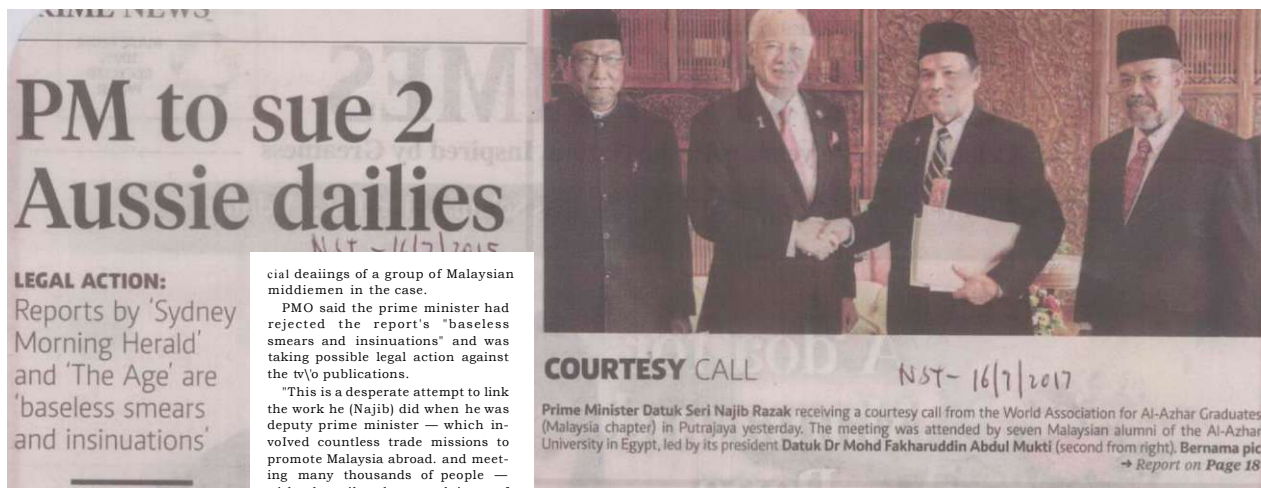 PRIME NEWS
PM to sue 2
Aussie dailies
NST - 16/7/2015
LEGAL ACTION:
Reports by 'Sydney
Morning Herald'
and 'The Age' are
'baseless smears
and insinuations'
cial deaiings of a group of Malaysian
middiemen in the case.
PMO said the prime minister had
rejected the report's "baseless
smears and insinuations" and was
taking possible legal action against
the tv\'o publications.
"This is a desperate attempt to link
the work he (Najib) did when he was
deputy prime minister — which in-
volved countless trade missions to
promote Malaysia abroad. and meet-
ing many thousands of people —
COURTESY CALL
NST - 16/7/2017
Prime Minister Datuk Seri Najib Razak receiving a courtesy call from the World Association for Al-Azhar Graduates
(Malaysia chapter) in Putrajaya yesterday. The meeting was attended by seven Malaysian alumni of the Al-Azhar
University in Egypt, led by its president Datuk Dr Mohd Fakharuddin Abdul Mukti (second from right). Bernama pic
→ Report on Page 18